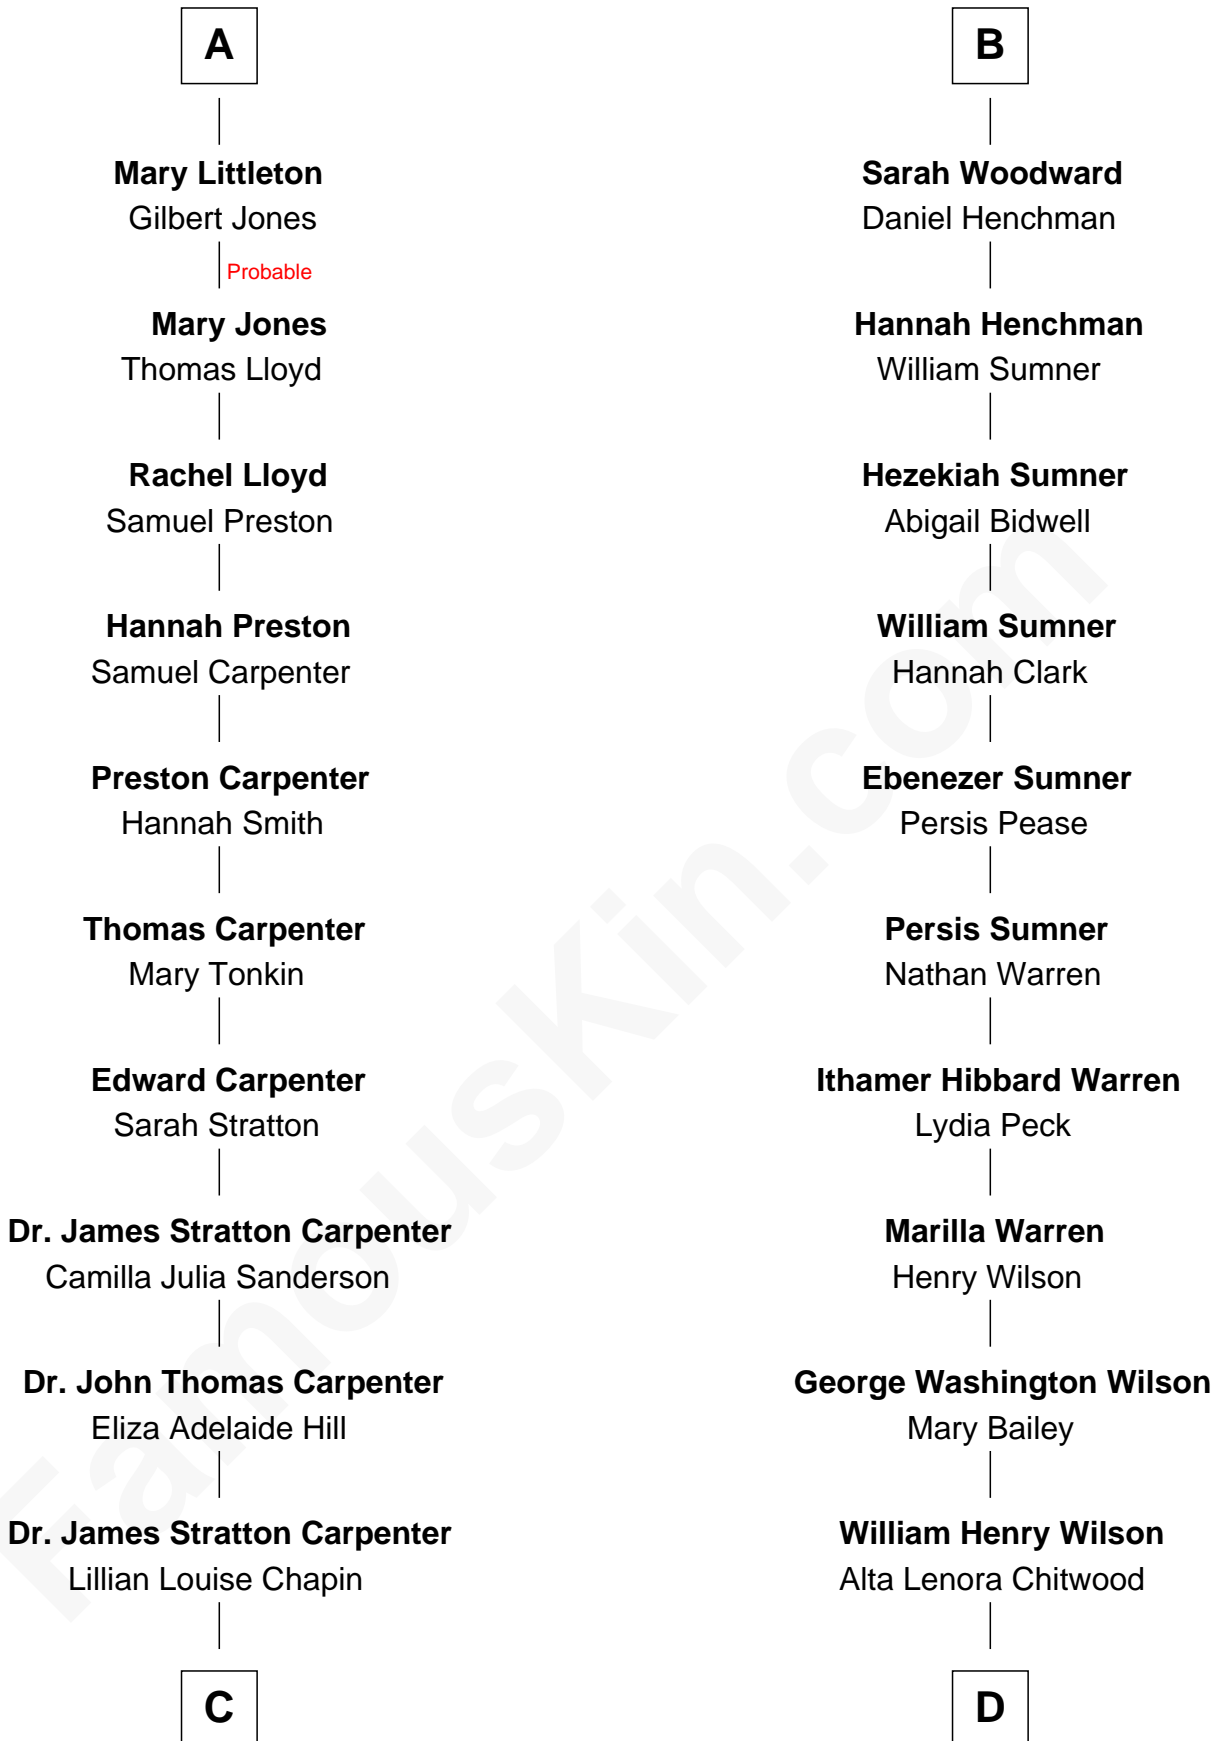 A
Mary Littleton
Gilbert Jones
Probable
Mary Jones
Thomas Lloyd
Rachel Lloyd
Samuel Preston
Hannah Preston
Samuel Carpenter
Preston Carpenter
Hannah Smith
Thomas Carpenter
Mary Tonkin
Edward Carpenter
Sarah Stratton
Dr. James Stratton Carpenter
Camilla Julia Sanderson
Dr. John Thomas Carpenter
Eliza Adelaide Hill
Dr. James Stratton Carpenter
Lillian Louise Chapin
C
B
Sarah Woodward
Daniel Henchman
Hannah Henchman
William Sumner
Hezekiah Sumner
Abigail Bidwell
William Sumner
Hannah Clark
Ebenezer Sumner
Persis Pease
Persis Sumner
Nathan Warren
Ithamer Hibbard Warren
Lydia Peck
Marilla Warren
Henry Wilson
George Washington Wilson
Mary Bailey
William Henry Wilson
Alta Lenora Chitwood
D
FamousKin.com